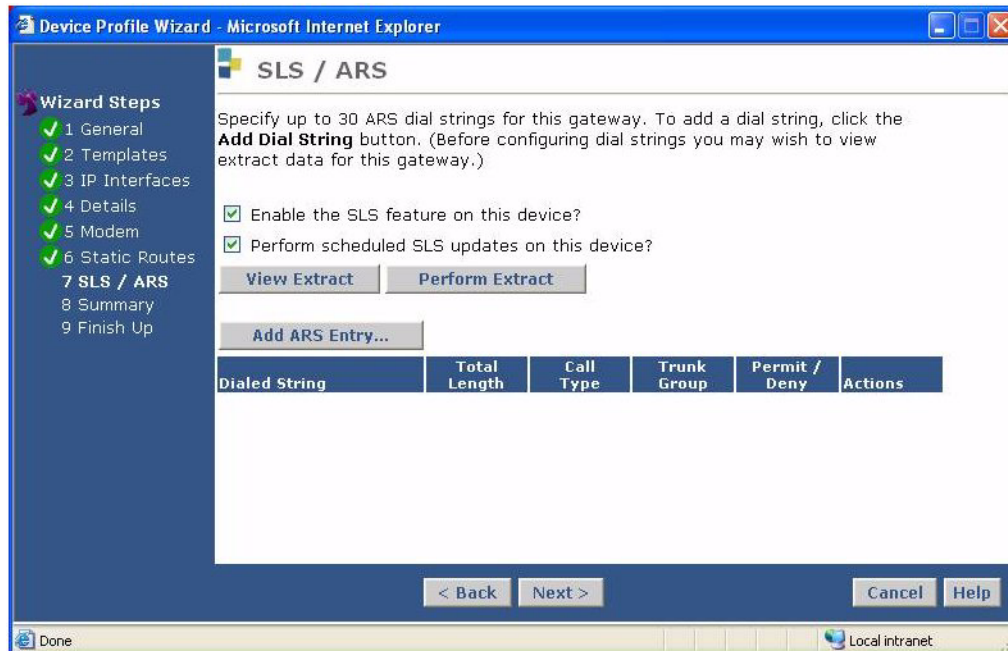 Device Profile Wizard - Microsoft Internet Explorer
SLS / ARS
Wizard Steps
1 General
2 Templates
3 IP Interfaces
4 Details
5 Modem
6 Static Routes
7 SLS / ARS
8 Summary
9 Finish Up
Specify up to 30 ARS dial strings for this gateway. To add a dial string, click the
Add Dial String button. (Before configuring dial strings you may wish to view
extract data for this gateway.)
Enable the SLS feature on this device?
Perform scheduled SLS updates on this device?
View Extract Perform Extract
Add ARS Entry...
Dialed String Total Length Call Type Trunk Group Permit / Deny Actions
< Back Next > Cancel Help
Done Local intranet